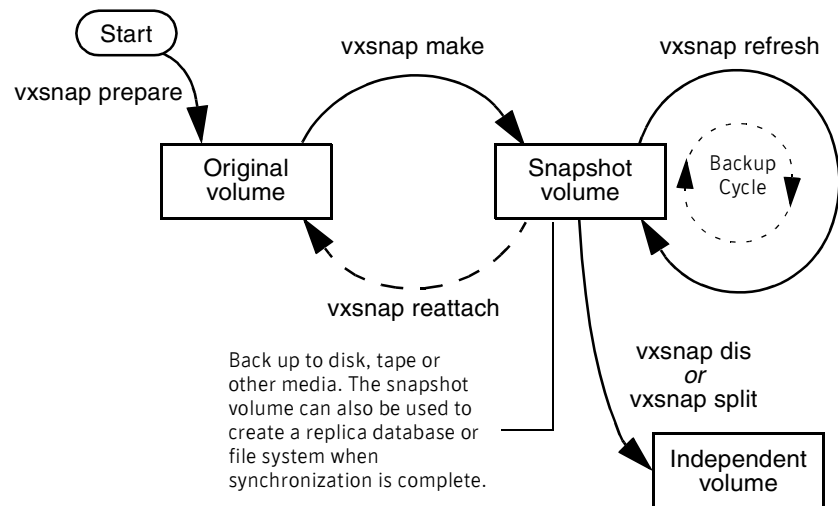 Start
vxsnap make
vxsnap refresh
vxsnap prepare
Original
volume
Snapshot
volume
Backup
Cycle
vxsnap reattach
Back up to disk, tape or
other media. The snapshot
volume can also be used to
create a replica database or
file system when
synchronization is complete.
vxsnap dis
or
vxsnap split
Independent
volume